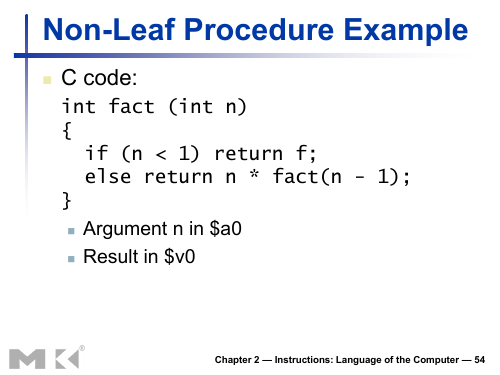 Non-Leaf Procedure Example
C code:
int fact (int n)
{
if (n < 1) return f;
else return n * fact(n - 1);
}
Argument n in $a0
Result in $v0
MK®
Chapter 2 — Instructions: Language of the Computer — 54